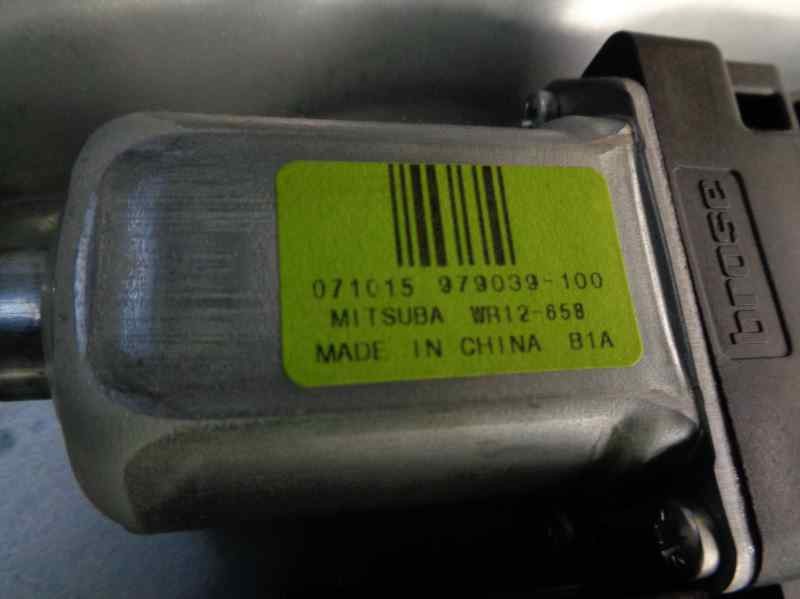 071015 979039-100
MITSUBA WR12-658
MADE IN CHINA B1A
brose